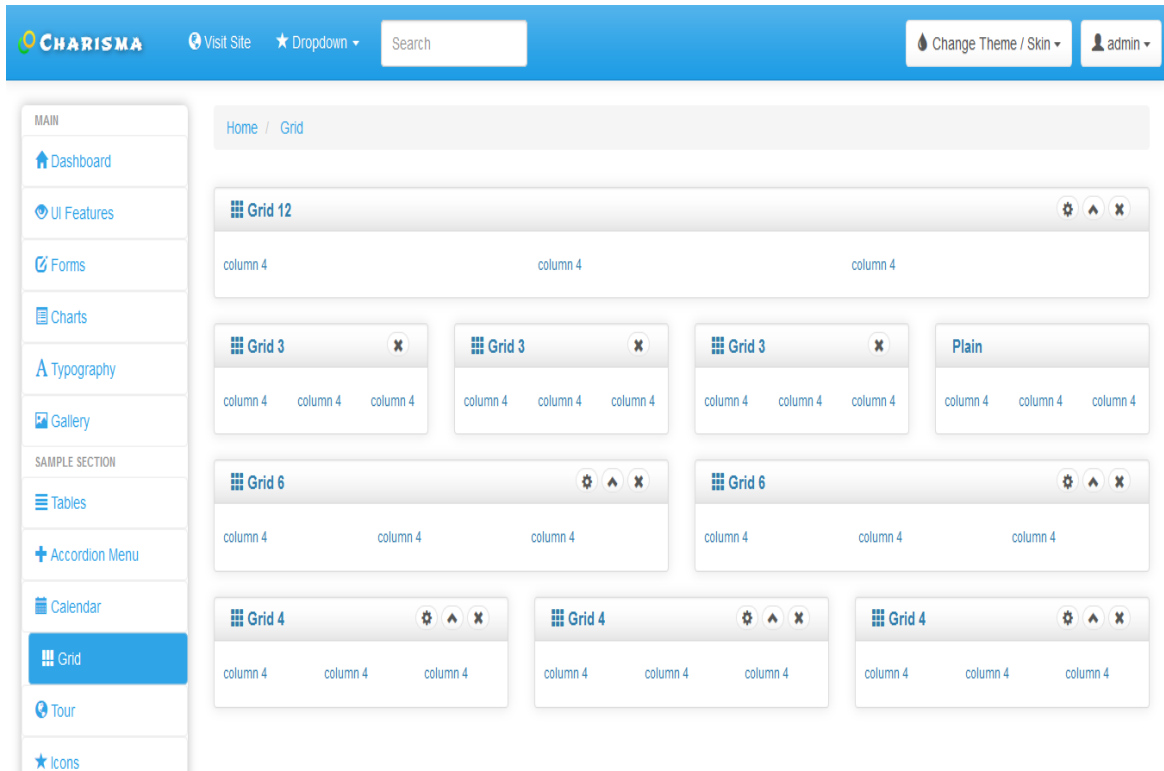 CHARISMA Visit Site Dropdown Search Change Theme / Skin admin
MAIN
Dashboard
UI Features
Forms
Charts
Typography
Gallery
SAMPLE SECTION
Tables
Accordion Menu
Calendar
Grid
Tour
Icons
Home / Grid
Grid 12
column 4 column 4 column 4
Grid 3
column 4 column 4 column 4
Grid 3
column 4 column 4 column 4
Grid 3
column 4 column 4 column 4
Plain
column 4 column 4 column 4
Grid 6
column 4 column 4 column 4
Grid 6
column 4 column 4 column 4
Grid 4
column 4 column 4 column 4
Grid 4
column 4 column 4 column 4
Grid 4
column 4 column 4 column 4